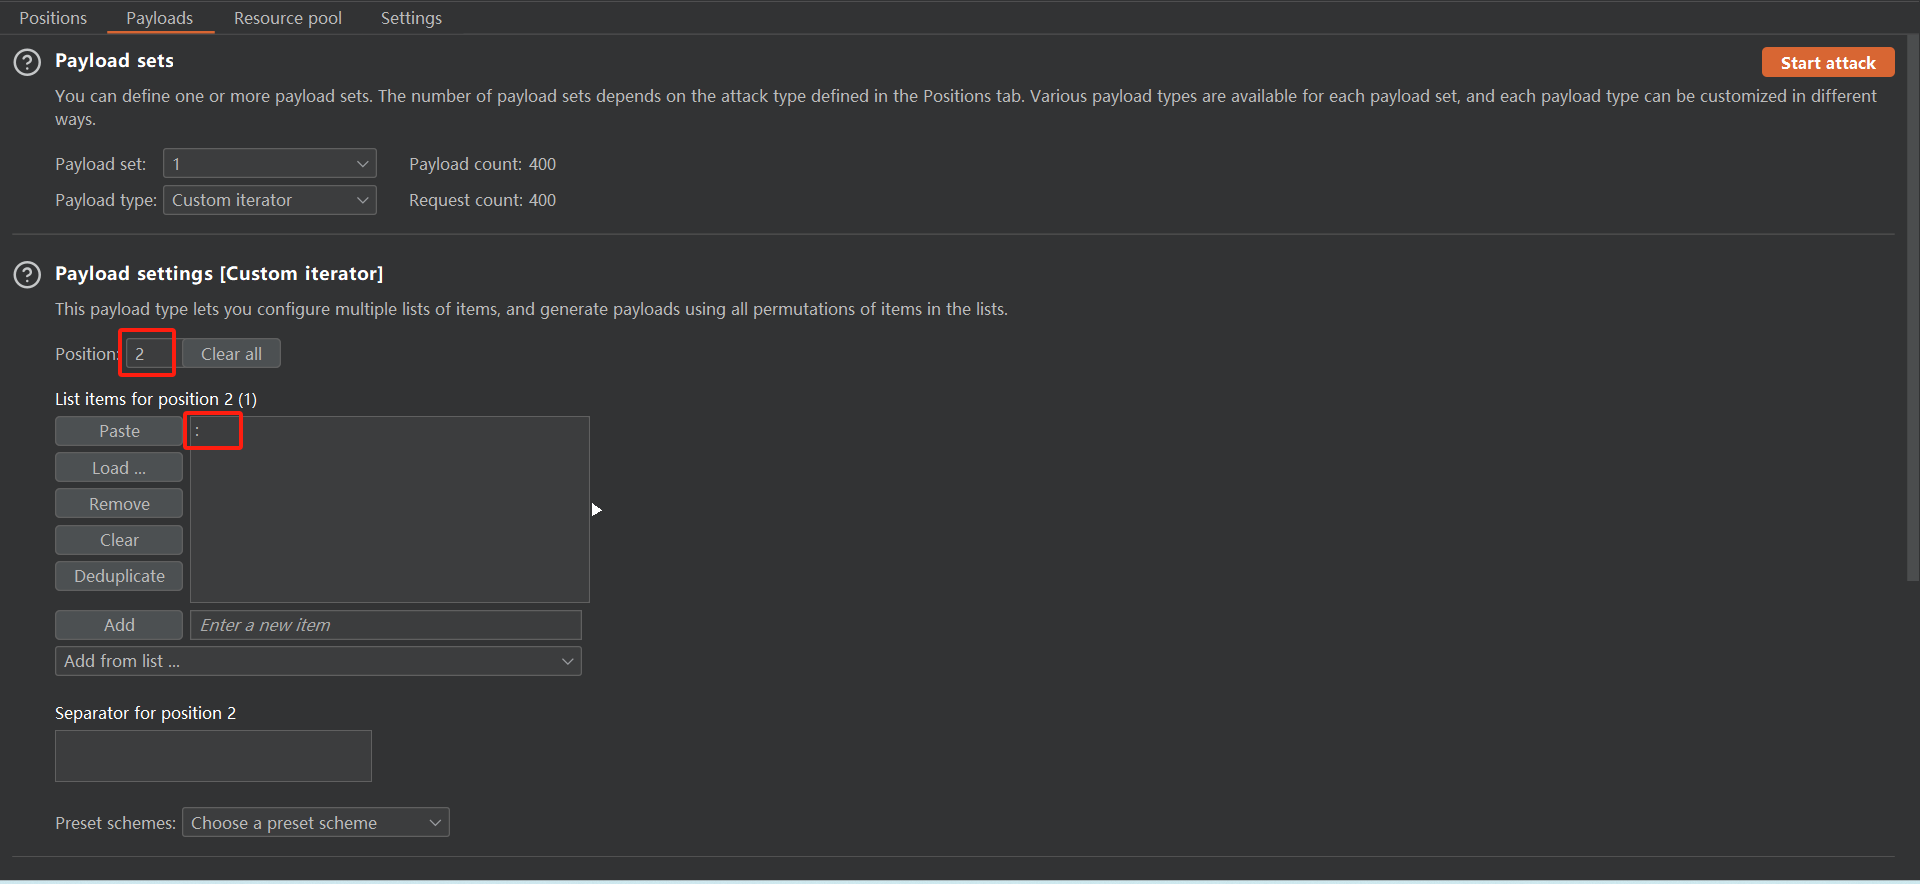 Positions Payloads Resource pool Settings
Payload sets
Start attack
You can define one or more payload sets. The number of payload sets depends on the attack type defined in the Positions tab. Various payload types are available for each payload set, and each payload type can be customized in different
ways.
Payload set: 1 Payload count: 400
Payload type: Custom iterator Request count: 400
Payload settings [Custom iterator]
This payload type lets you configure multiple lists of items, and generate payloads using all permutations of items in the lists.
Position: 2 Clear all
List items for position 2 (1)
Paste :
Load ...
Remove
Clear
Deduplicate
Add Enter a new item
Add from list ...
Separator for position 2
Preset schemes: Choose a preset scheme